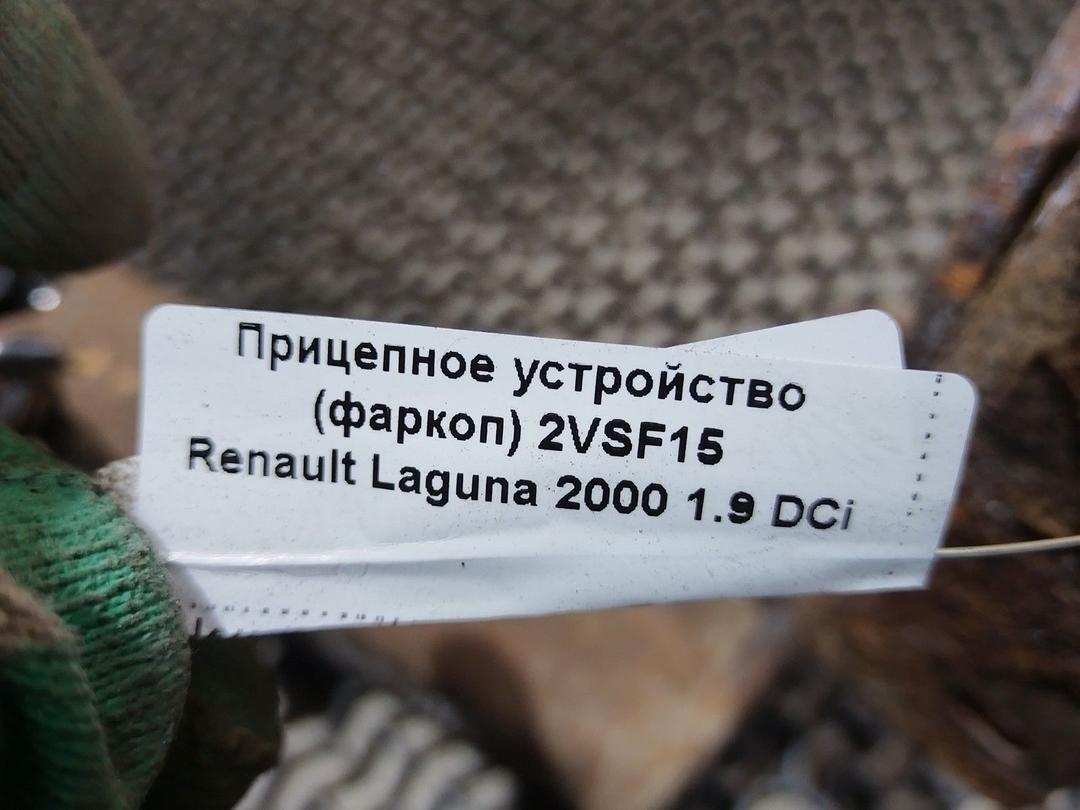 Прицепное устройство
(фаркоп) 2VSF15
Renault Laguna 2000 1.9 DCi